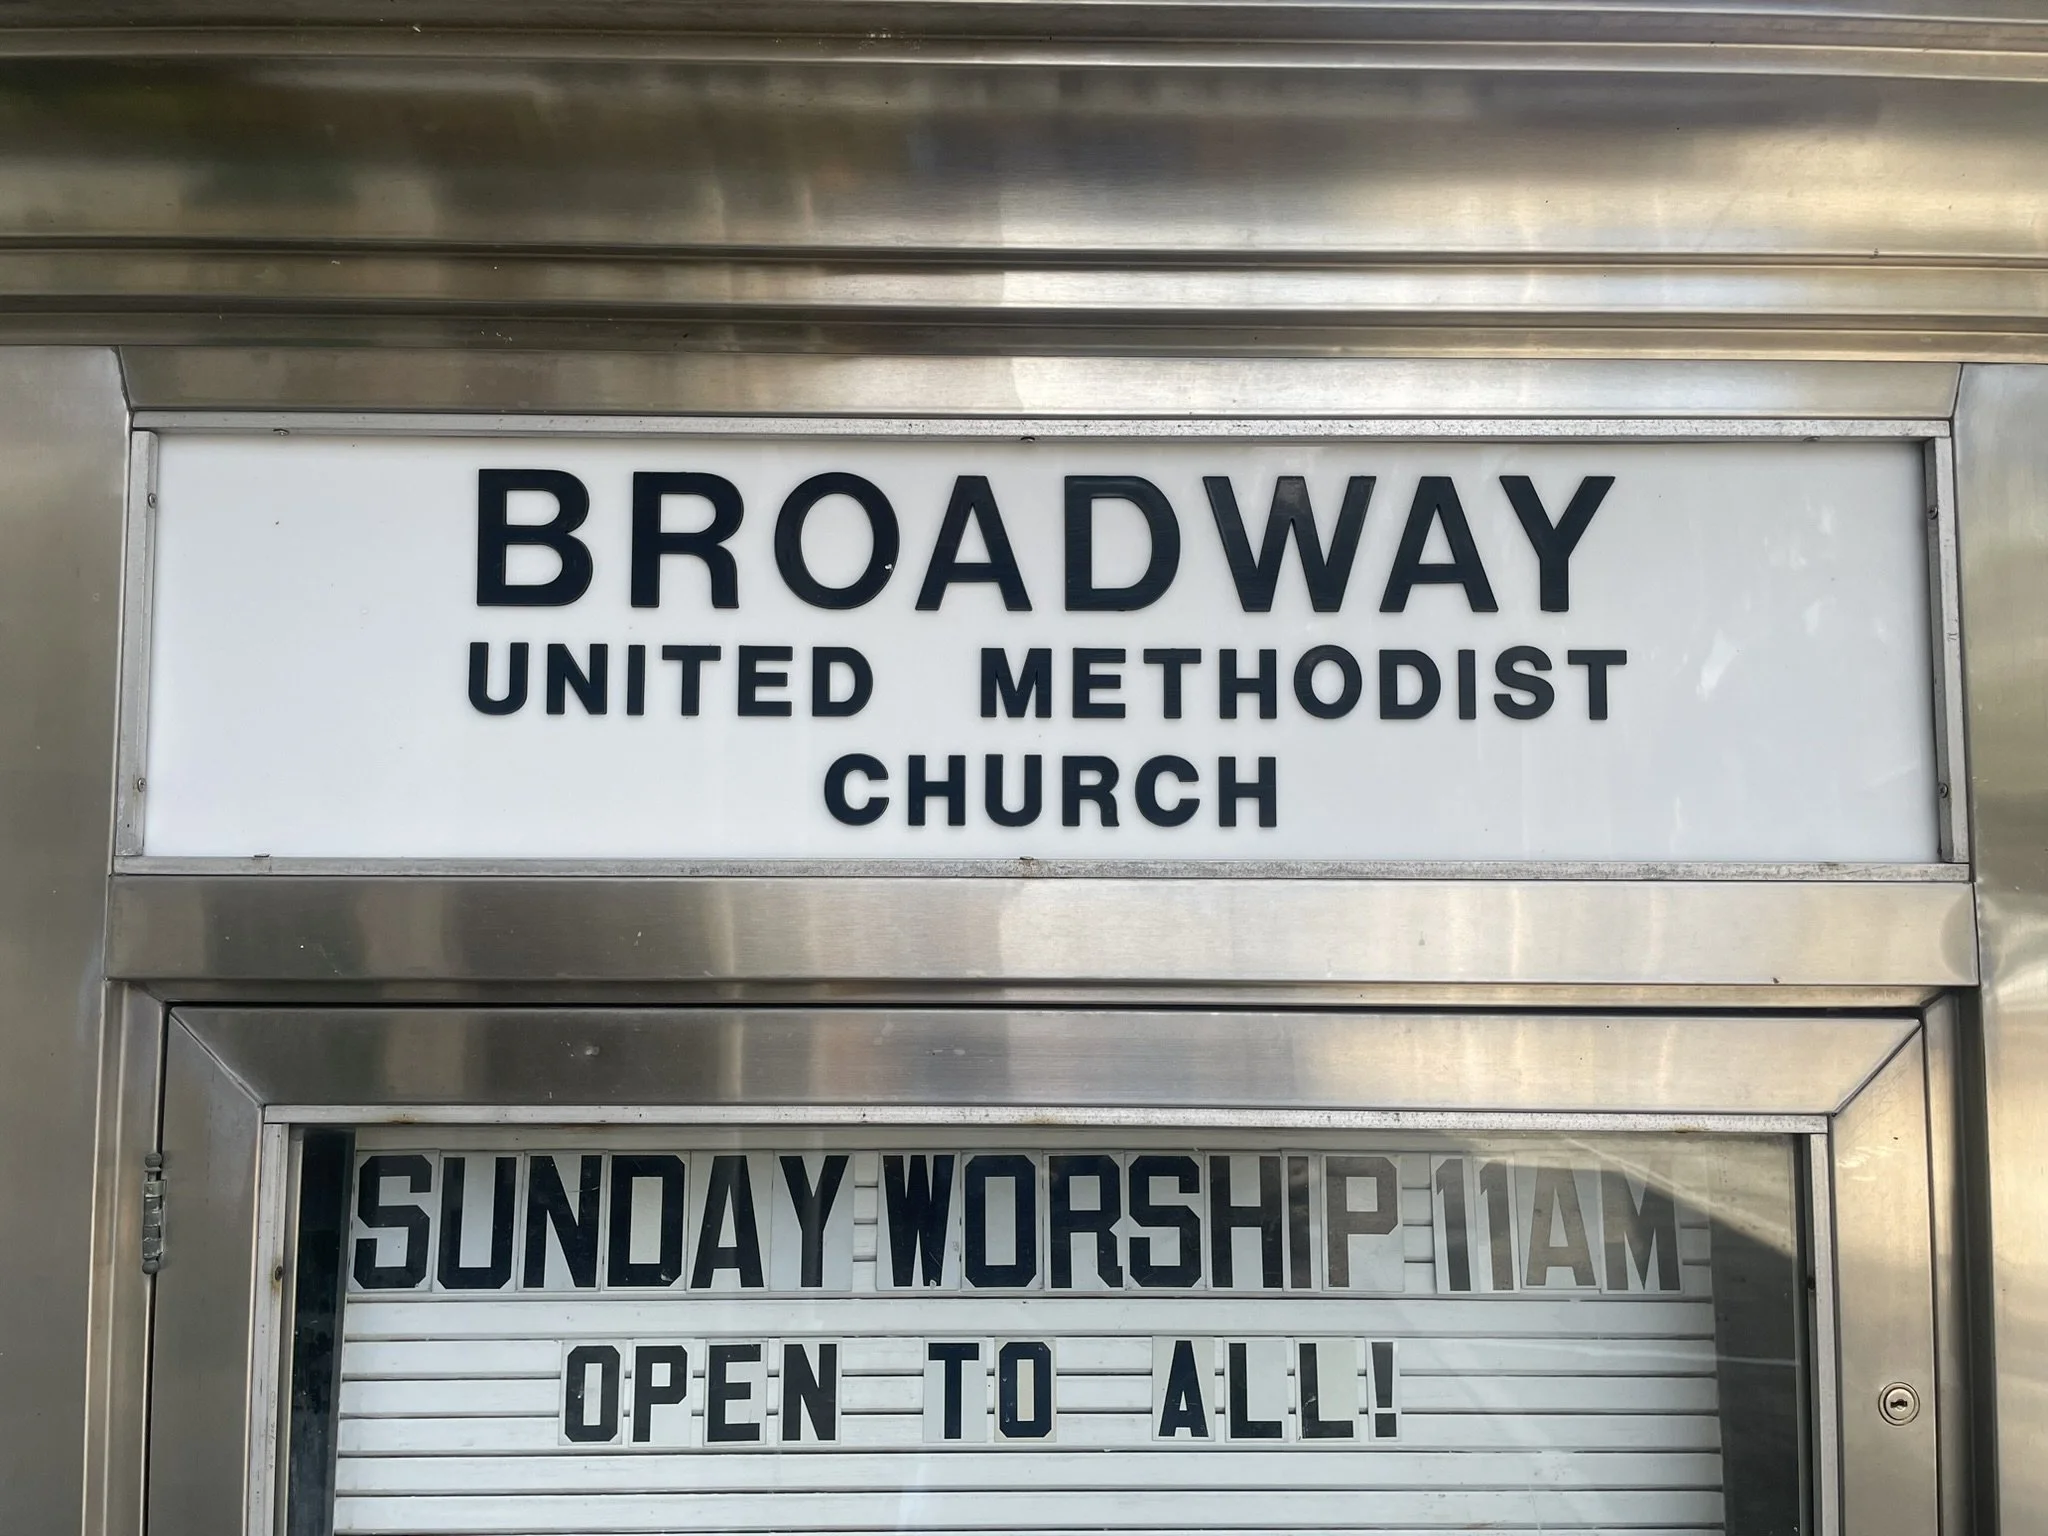 BROADWAY
UNITED METHODIST
CHURCH
SUNDAY WORSHIP 11AM
OPEN TO ALL!